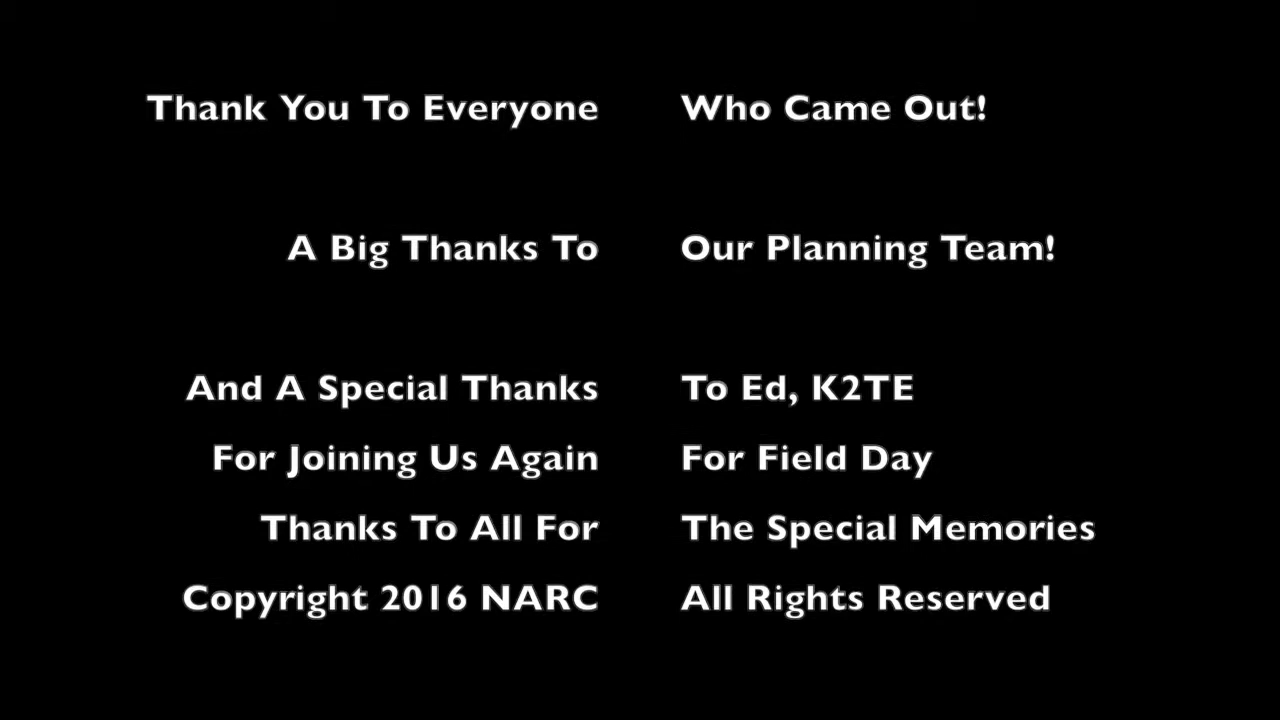 Thank You To Everyone Who Came Out!
A Big Thanks To Our Planning Team!
And A Special Thanks To Ed, K2TE
For Joining Us Again For Field Day
Thanks To All For The Special Memories
Copyright 2016 NARC All Rights Reserved